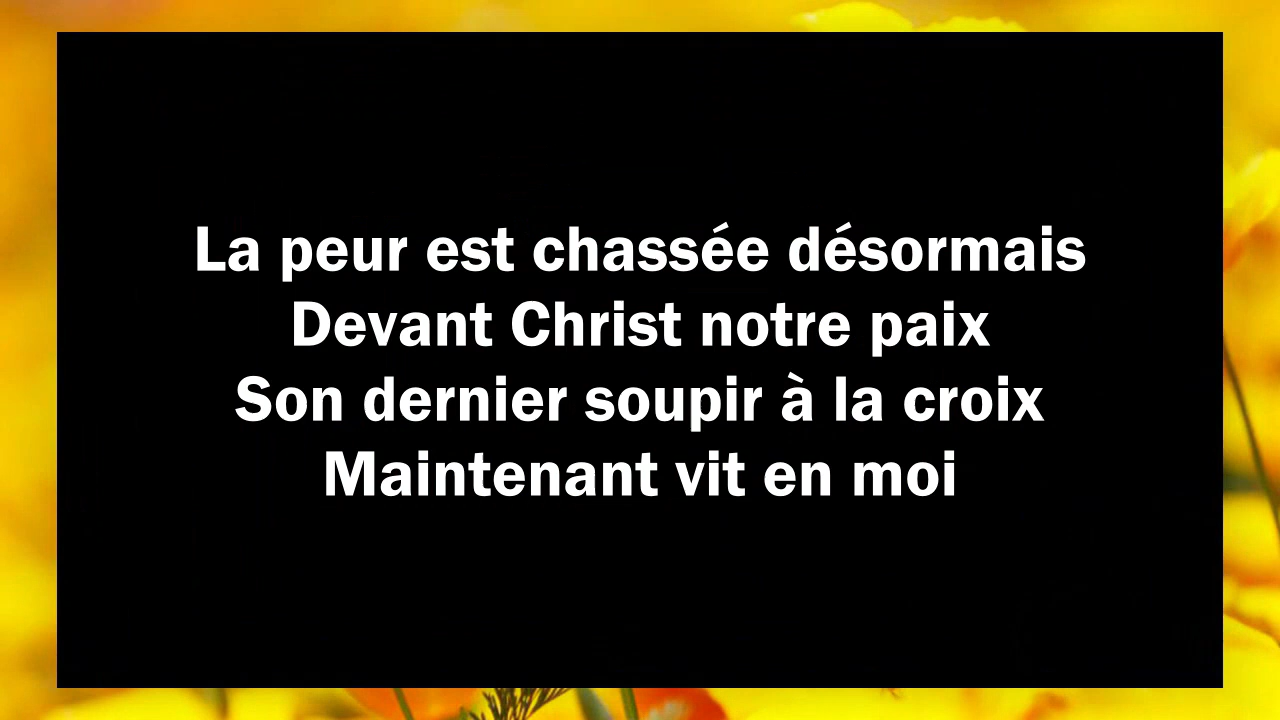 La peur est chassée désormais
Devant Christ notre paix
Son dernier soupir à la croix
Maintenant vit en moi